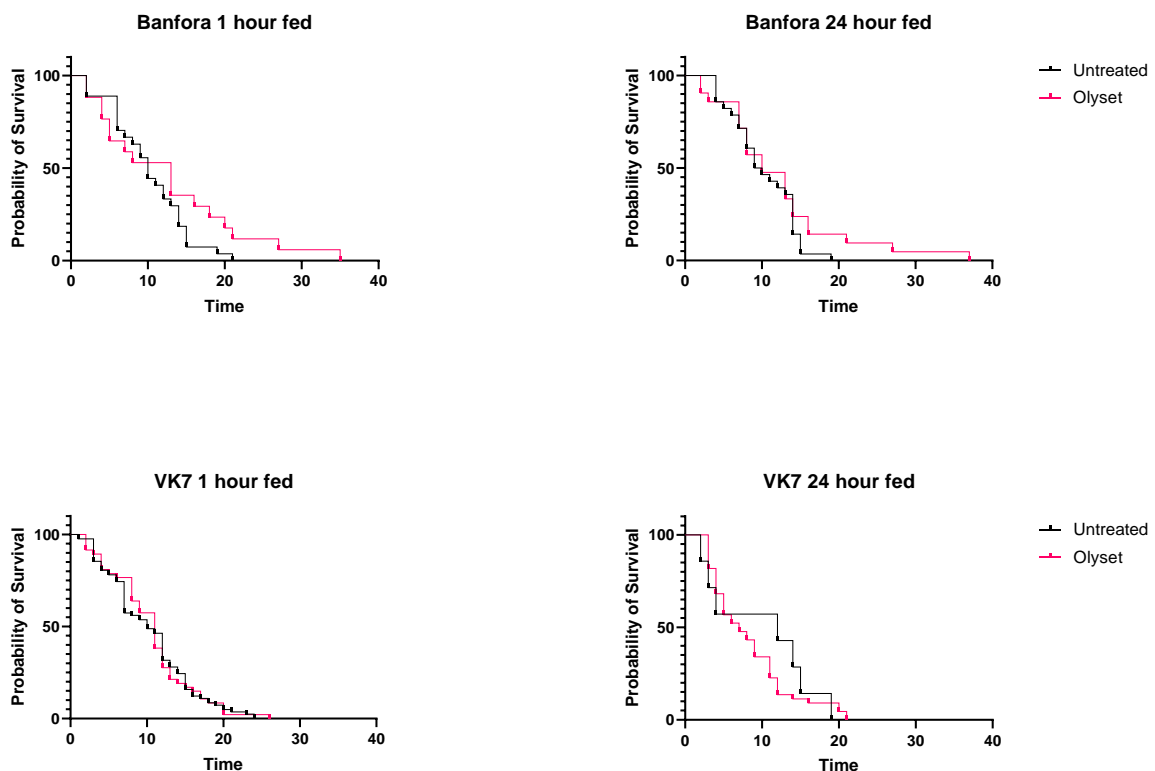 Banfora 1 hour fed
Probability of Survival
100
50
0
0 10 20 30 40
Time
Banfora 24 hour fed
Probability of Survival
100
50
0
0 10 20 30 40
Time
Untreated
Olyset
VK7 1 hour fed
Probability of Survival
100
50
0
0 10 20 30 40
Time
VK7 24 hour fed
Probability of Survival
100
50
0
0 10 20 30 40
Time
Untreated
Olyset